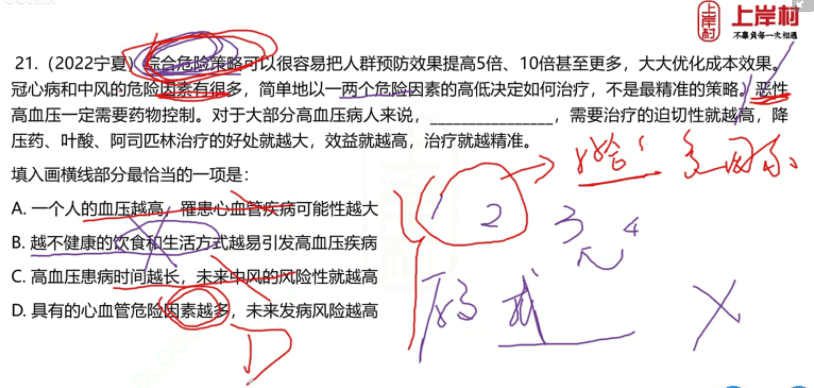 上岸村
不辜负每一次相遇
21.（2022宁夏）综合危险策略可以很容易把人群预防效果提高5倍、10倍甚至更多，大大优化成本效果。
冠心病和中风的危险因素有很多，简单地以一两个危险因素的高低决定如何治疗，不是最精准的策略。恶性
高血压一定需要药物控制。对于大部分高血压病人来说，________________，需要治疗的迫切性就越高，降
压药、叶酸、阿司匹林治疗的好处就越大，效益就越高，治疗就越精准。
填入画横线部分最恰当的一项是：
A. 一个人的血压越高，罹患心血管疾病可能性越大
B. 越不健康的饮食和生活方式越易引发高血压疾病
C. 高血压患病时间越长，未来中风的风险性就越高
D. 具有的心血管危险因素越多，未来发病风险越高
1 2 3 4
D